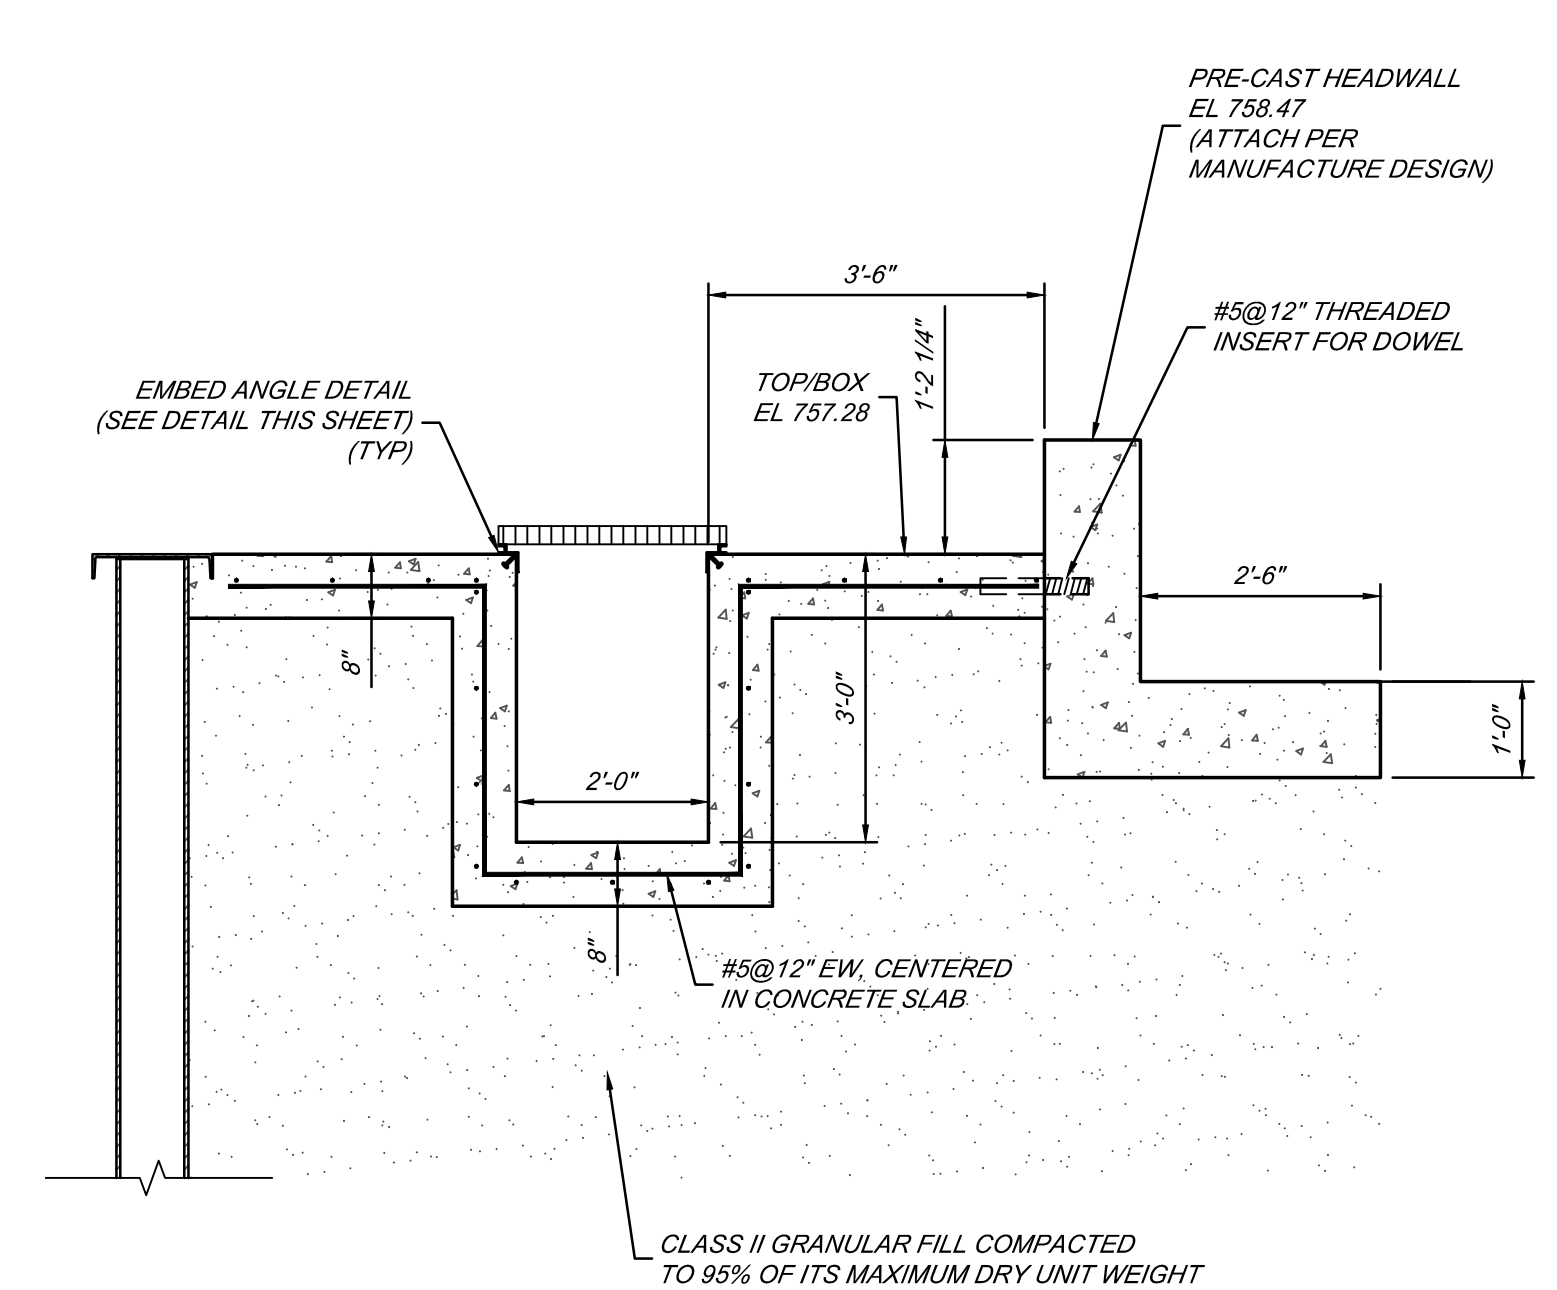 PRE-CAST HEADWALL
EL 758.47
(ATTACH PER
MANUFACTURE DESIGN)
3'-6"
#5@12" THREADED
INSERT FOR DOWEL
1'-2 1/4"
TOP/BOX
EL 757.28
EMBED ANGLE DETAIL
(SEE DETAIL THIS SHEET)
(TYP)
2'-6"
8"
3'-0"
1'-0"
2'-0"
8"
#5@12" EW, CENTERED
IN CONCRETE SLAB
CLASS II GRANULAR FILL COMPACTED
TO 95% OF ITS MAXIMUM DRY UNIT WEIGHT